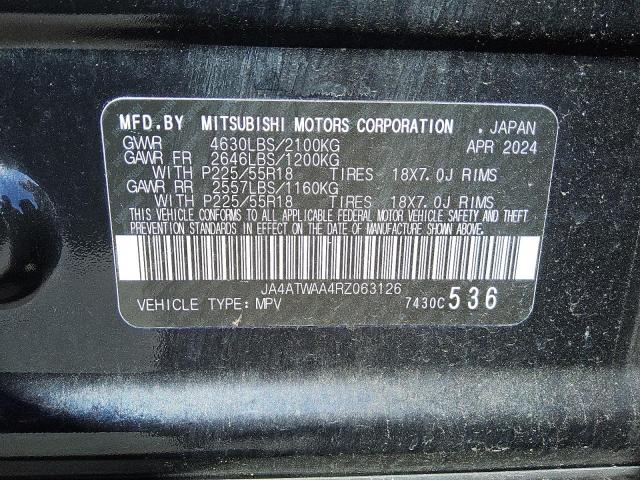 MFD.BY MITSUBISHI MOTORS CORPORATION . JAPAN
GVWR 4630LBS/2100KG APR 2024
GAWR FR 2646LBS/1200KG
WITH P225/55R18 TIRES 18X7.0J RIMS
GAWR RR 2557LBS/1160KG
WITH P225/55R18 TIRES 18X7.0J RIMS
THIS VEHICLE CONFORMS TO ALL APPLICABLE FEDERAL MOTOR VEHICLE SAFETY AND THEFT
PREVENTION STANDARDS IN EFFECT ON THE DATE OF MANUFACTURE SHOWN ABOVE.
JA4ATWAA4RZ063126
VEHICLE TYPE: MPV 7430C536